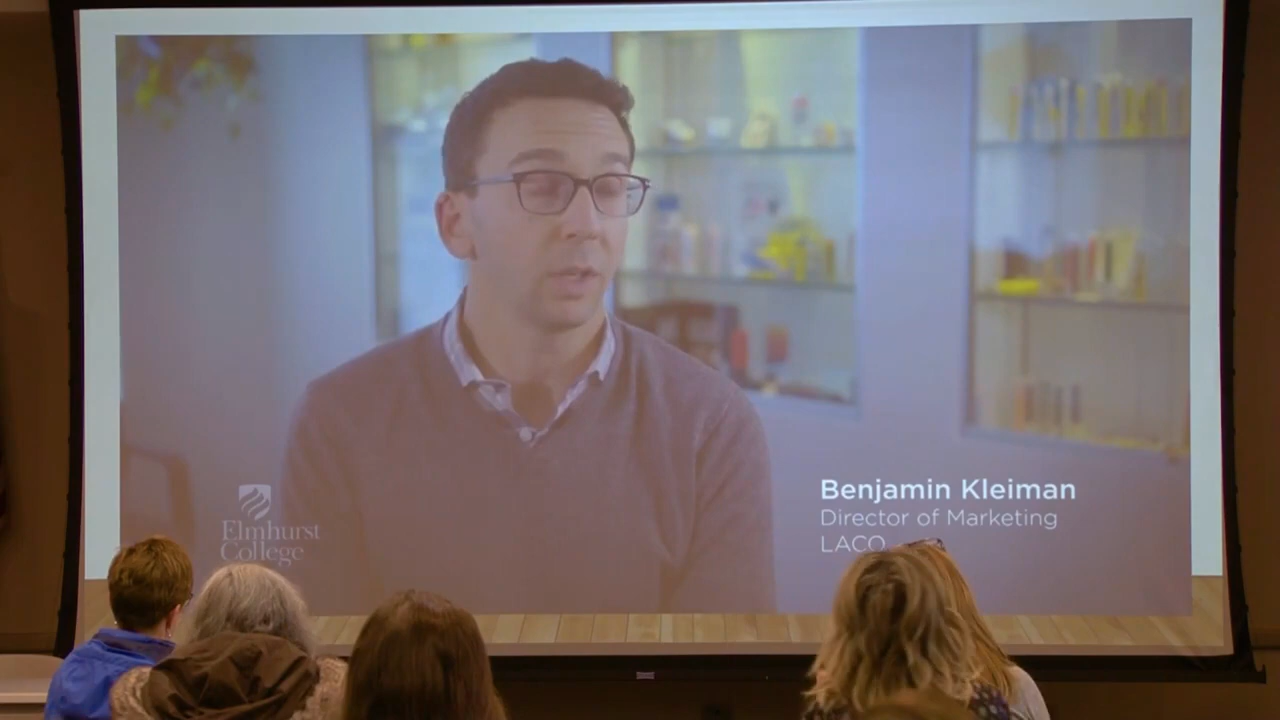 Elmhurst
College
Benjamin Kleiman
Director of Marketing
LACO